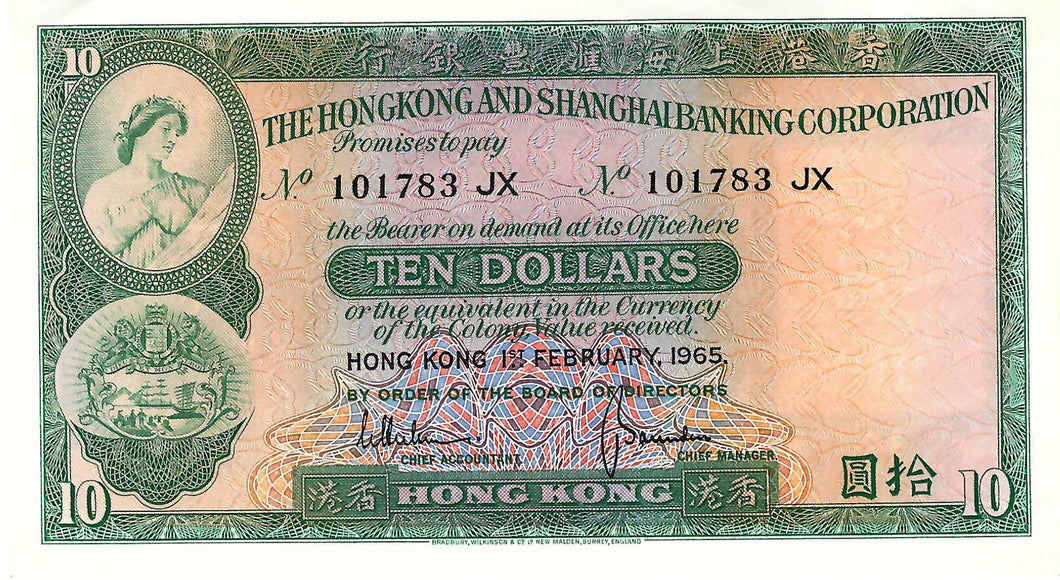 10
香港上海滙豐銀行
THE HONGKONG AND SHANGHAI BANKING CORPORATION
Promises to pay
Nº 101783 JX Nº 101783 JX
the Bearer on demand at its Office here
TEN DOLLARS
or the equivalent in the Currency
of the Colony Value received.
HONG KONG 1ST FEBRUARY, 1965.
BY ORDER OF THE BOARD OF DIRECTORS
CHIEF ACCOUNTANT. CHIEF MANAGER.
拾圓
10 香港 HONG KONG 香港 10
BRADBURY, WILKINSON & Cº Lᵈ NEW MALDEN, SURREY, ENGLAND